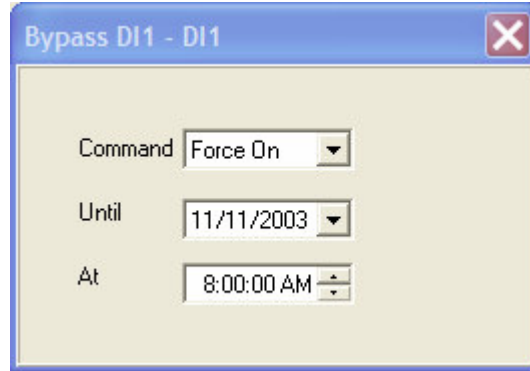 Bypass DI1 - DI1
Command Force On
Until 11/11/2003
At 8:00:00 AM